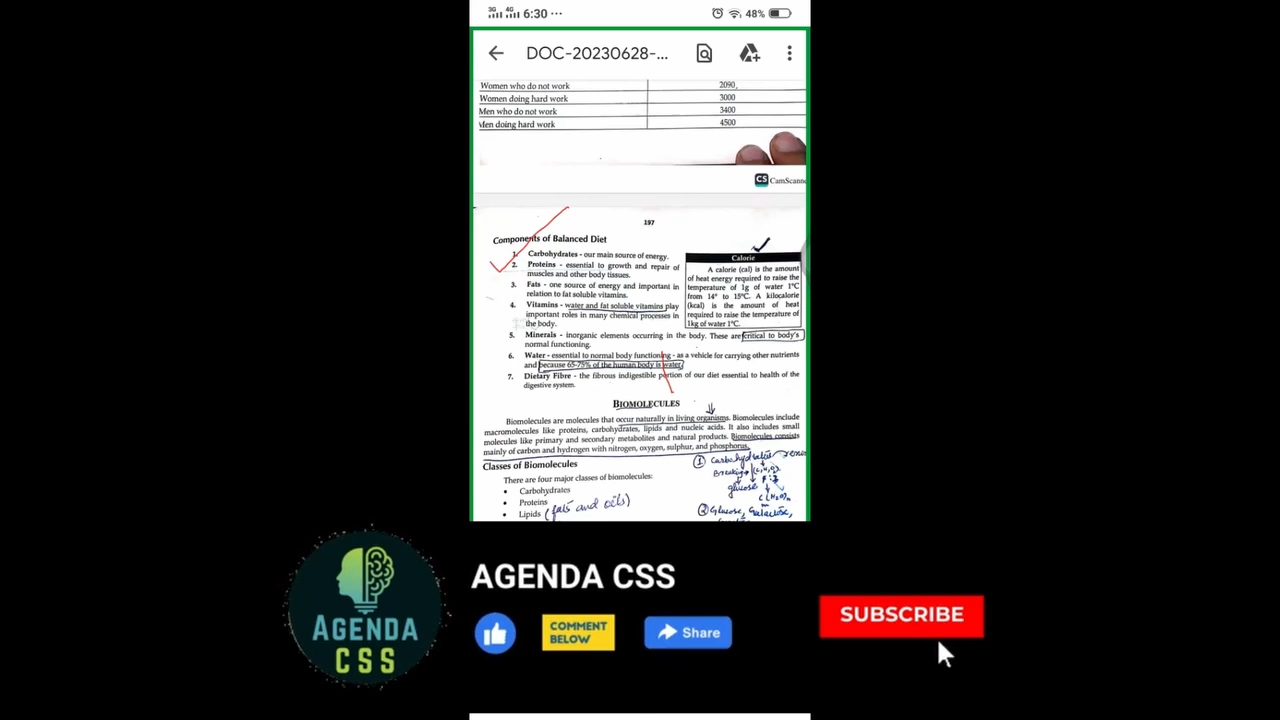 3G 4G 6:30 ··· 48%
DOC-20230628-...
Women who do not work 2090,
Women doing hard work 3000
Men who do not work 3400
Men doing hard work 4500
CS CamScanne
197
Components of Balanced Diet
1. Carbohydrates - our main source of energy.
2. Proteins - essential to growth and repair of
muscles and other body tissues.
3. Fats - one source of energy and important in
relation to fat soluble vitamins.
4. Vitamins - water and fat soluble vitamins play
important roles in many chemical processes in
the body.
Calorie
A calorie (cal) is the amount
of heat energy required to raise the
temperature of 1g of water 1°C
from 14° to 15°C. A kilocalorie
(kcal) is the amount of heat
required to raise the temperature of
1kg of water 1°C.
5. Minerals - inorganic elements occurring in the body. These are critical to body's
normal functioning.
6. Water - essential to normal body functioning - as a vehicle for carrying other nutrients
and because 65-75% of the human body is water.
7. Dietary Fibre - the fibrous indigestible portion of our diet essential to health of the
digestive system.
BIOMOLECULES
Biomolecules are molecules that occur naturally in living organisms. Biomolecules include
macromolecules like proteins, carbohydrates, lipids and nucleic acids. It also includes small
molecules like primary and secondary metabolites and natural products. Biomolecules consists
mainly of carbon and hydrogen with nitrogen, oxygen, sulphur, and phosphorus.
Classes of Biomolecules
There are four major classes of biomolecules:
• Carbohydrates
• Proteins
• Lipids (fats and oils)
① Carbohydrates
Breaking (C,H,O)
glucose
C(H2O)n
② Glucose, Galactose,
AGENDA CSS
AGENDA
CSS
COMMENT
BELOW
Share
SUBSCRIBE